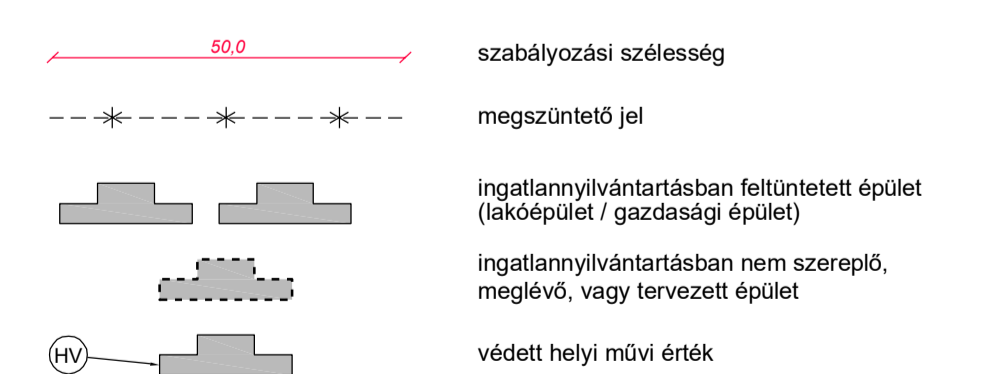 50,0
szabályozási szélesség
megszüntető jel
ingatlannyilvántartásban feltüntetett épület
(lakóépület / gazdasági épület)
ingatlannyilvántartásban nem szereplő,
meglévő, vagy tervezett épület
HV
védett helyi művi érték